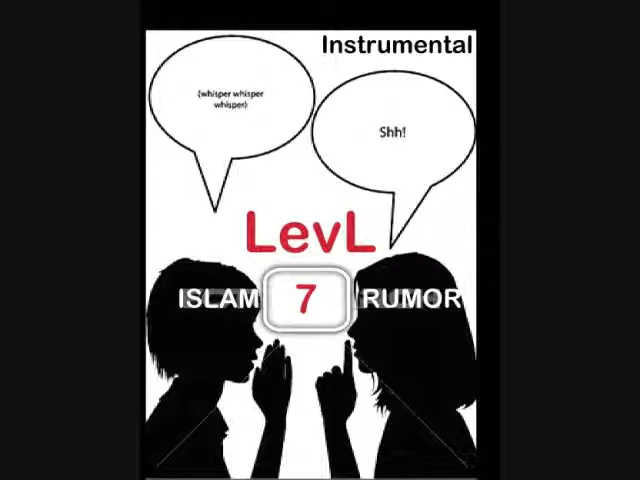 Instrumental
(whisper whisper
whisper)
Shh!
LevL
ISLAM 7 RUMOR